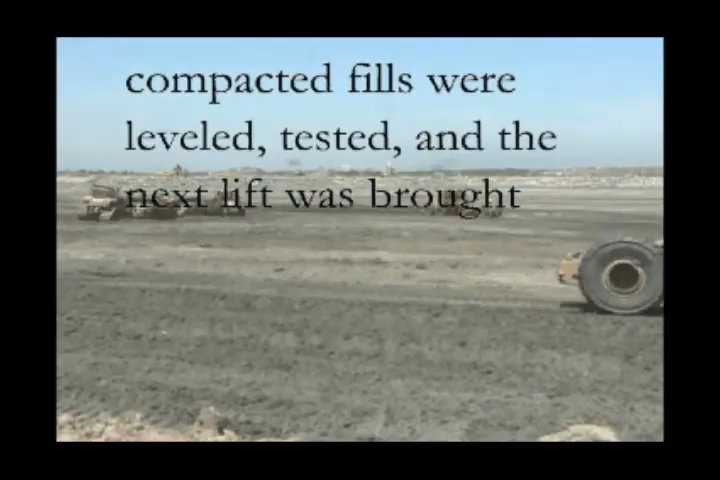 compacted fills were
leveled, tested, and the
next lift was brought